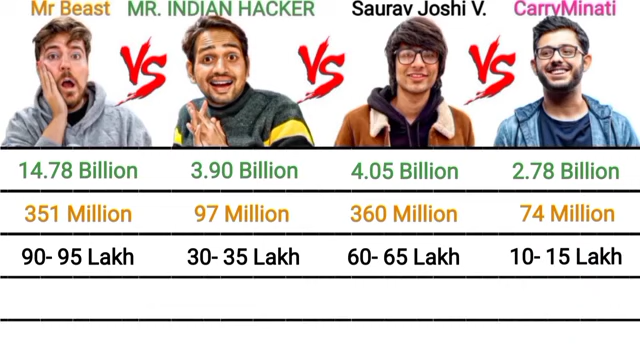 Mr Beast MR. INDIAN HACKER Saurav Joshi V. CarryMinati
VS VS VS
14.78 Billion 3.90 Billion 4.05 Billion 2.78 Billion
351 Million 97 Million 360 Million 74 Million
90- 95 Lakh 30- 35 Lakh 60- 65 Lakh 10- 15 Lakh